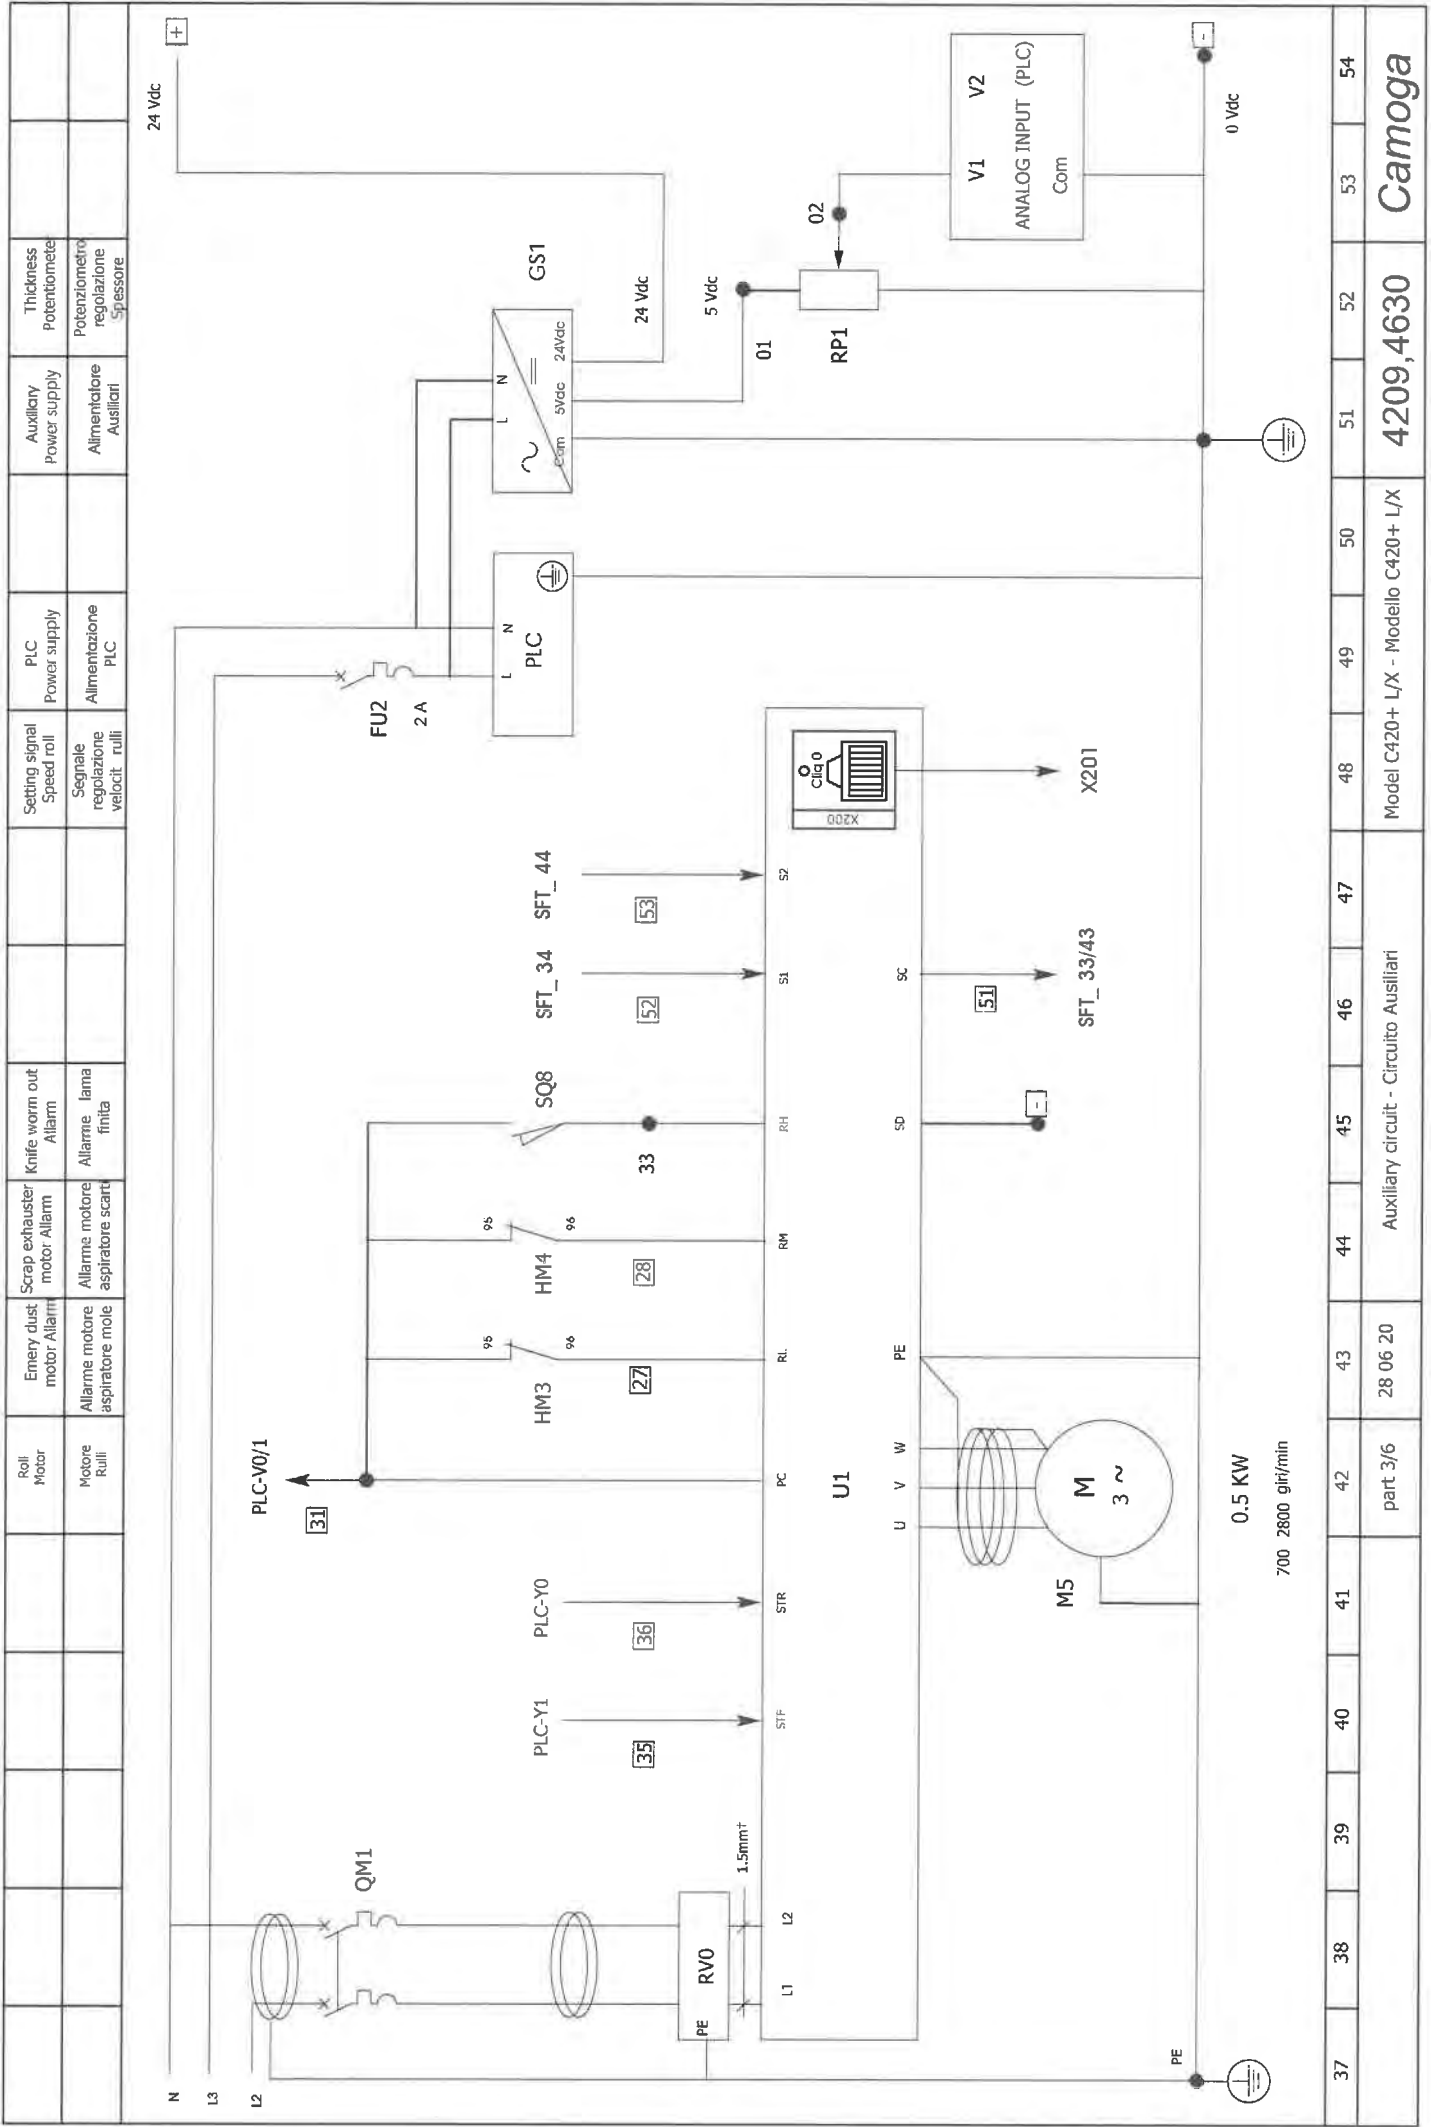 Roll
Motor
Emery dust
motor Allarm
Scrap exhauster
motor Allarm
Knife worm out
Allarm
Setting signal
Speed roll
PLC
Power supply
Auxiliary
Power supply
Thickness
Potentiometer
Motore
Rulli
Allarme motore
aspiratore mole
Allarme motore
aspiratore scarti
Allarme lama
finita
Segnale
regolazione
velocit rulli
Alimentazione
PLC
Alimentatore
Ausiliari
Potenziometro
regolazione
Spessore
N
L3
L2
QM1
RV0
PE
1.5mm†
L1
L2
PLC-Y1
35
STF
PLC-Y0
36
STR
PLC-V0/1
31
PC
HM3
95
96
27
RL
HM4
95
96
28
RM
SQ8
33
RH
SFT_ 34
52
S1
SFT_ 44
53
S2
U1
U
V
W
PE
SD
-
SC
51
SFT_ 33/43
X200
Cliq 0
X201
M5
M
3 ~
0.5 KW
700 2800 giri/min
PE
FU2
2 A
L
N
PLC
L
N
GS1
Com
5Vdc
24Vdc
24 Vdc
24 Vdc
+
5 Vdc
01
RP1
02
V1
V2
ANALOG INPUT (PLC)
Com
-
0 Vdc
37
38
39
40
41
42
43
44
45
46
47
48
49
50
51
52
53
54
part 3/6
28 06 20
Auxiliary circuit - Circuito Ausiliari
Model C420+ L/X - Modello C420+ L/X
4209,4630
Camoga